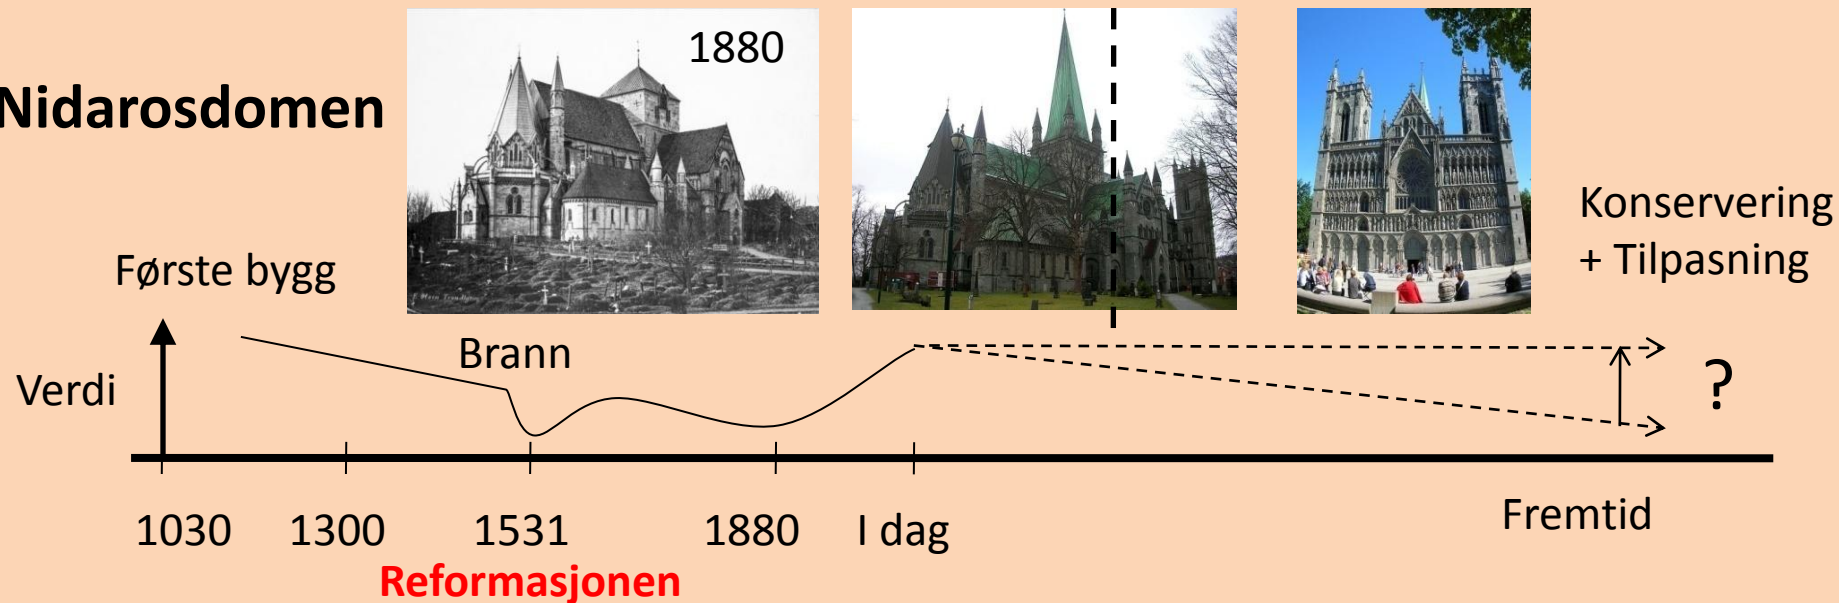 1880
Nidarosdomen
Konservering
+ Tilpasning
Første bygg
Brann
Verdi
?
1030
1300
1531
1880
I dag
Fremtid
Reformasjonen